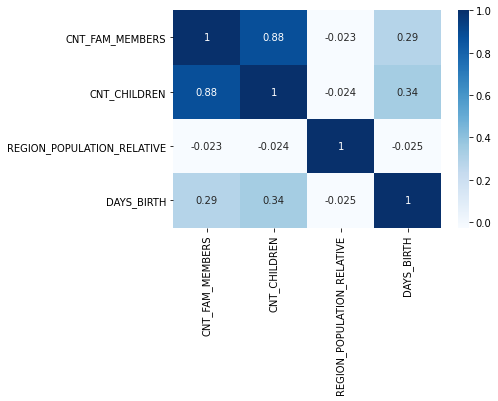 CNT_FAM_MEMBERS 1 0.88 -0.023 0.29
CNT_CHILDREN 0.88 1 -0.024 0.34
REGION_POPULATION_RELATIVE -0.023 -0.024 1 -0.025
DAYS_BIRTH 0.29 0.34 -0.025 1
CNT_FAM_MEMBERS
CNT_CHILDREN
REGION_POPULATION_RELATIVE
DAYS_BIRTH
1.0
0.8
0.6
0.4
0.2
0.0